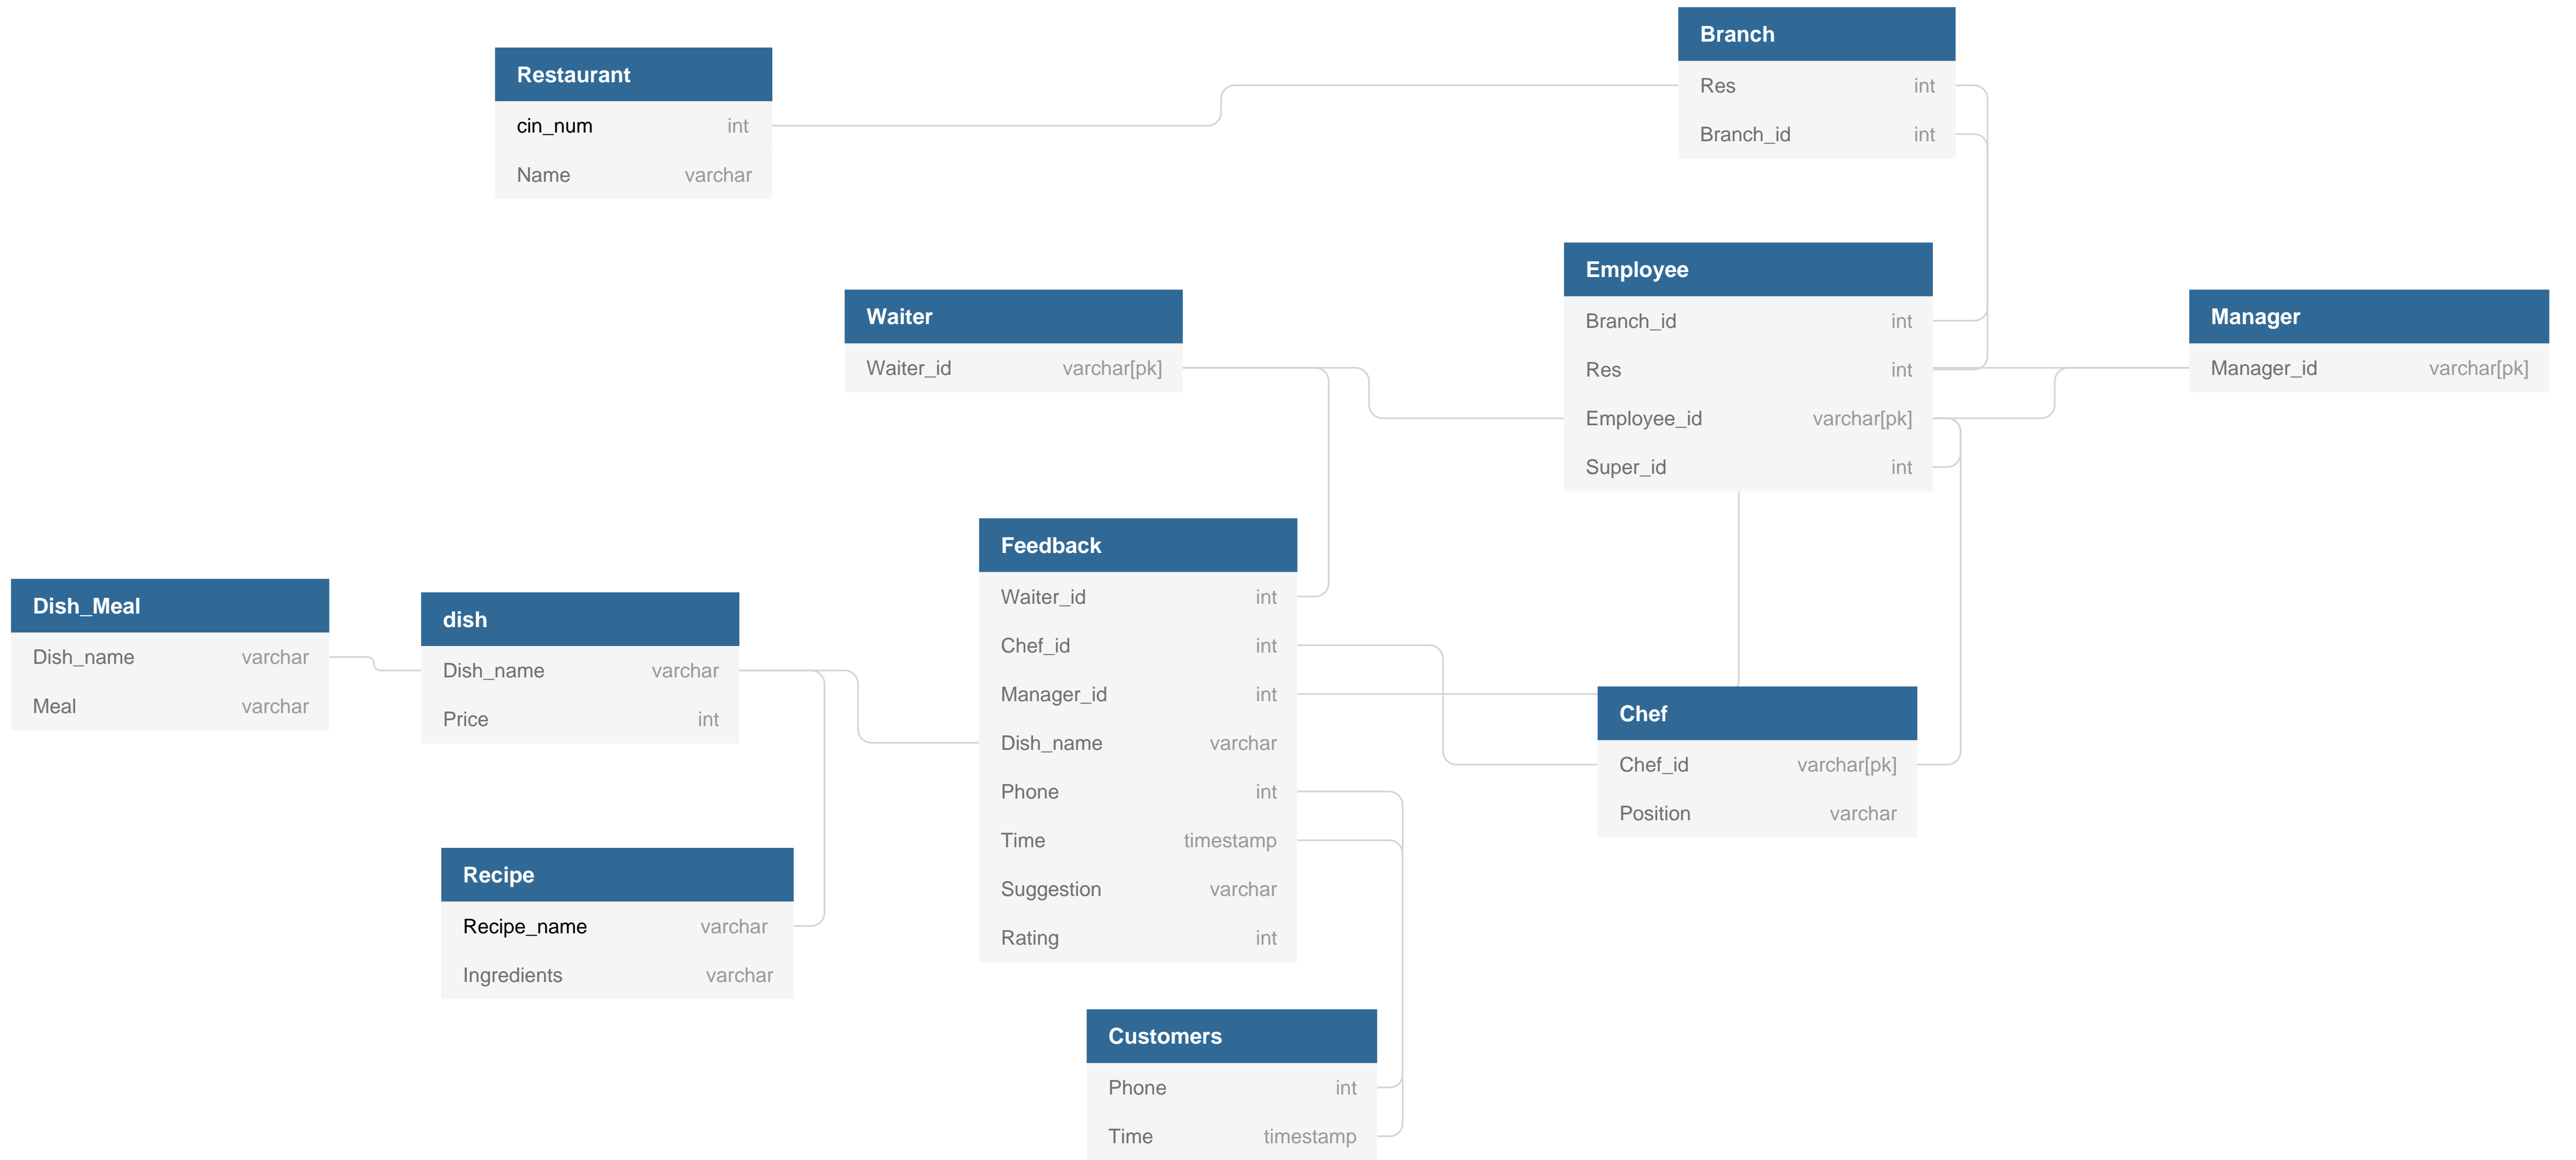 Branch
Res int
Branch_id int
Restaurant
cin_num int
Name varchar
Employee
Branch_id int
Res int
Employee_id varchar[pk]
Super_id int
Waiter
Waiter_id varchar[pk]
Manager
Manager_id varchar[pk]
Feedback
Waiter_id int
Chef_id int
Manager_id int
Dish_name varchar
Phone int
Time timestamp
Suggestion varchar
Rating int
Dish_Meal
Dish_name varchar
Meal varchar
dish
Dish_name varchar
Price int
Chef
Chef_id varchar[pk]
Position varchar
Recipe
Recipe_name varchar
Ingredients varchar
Customers
Phone int
Time timestamp